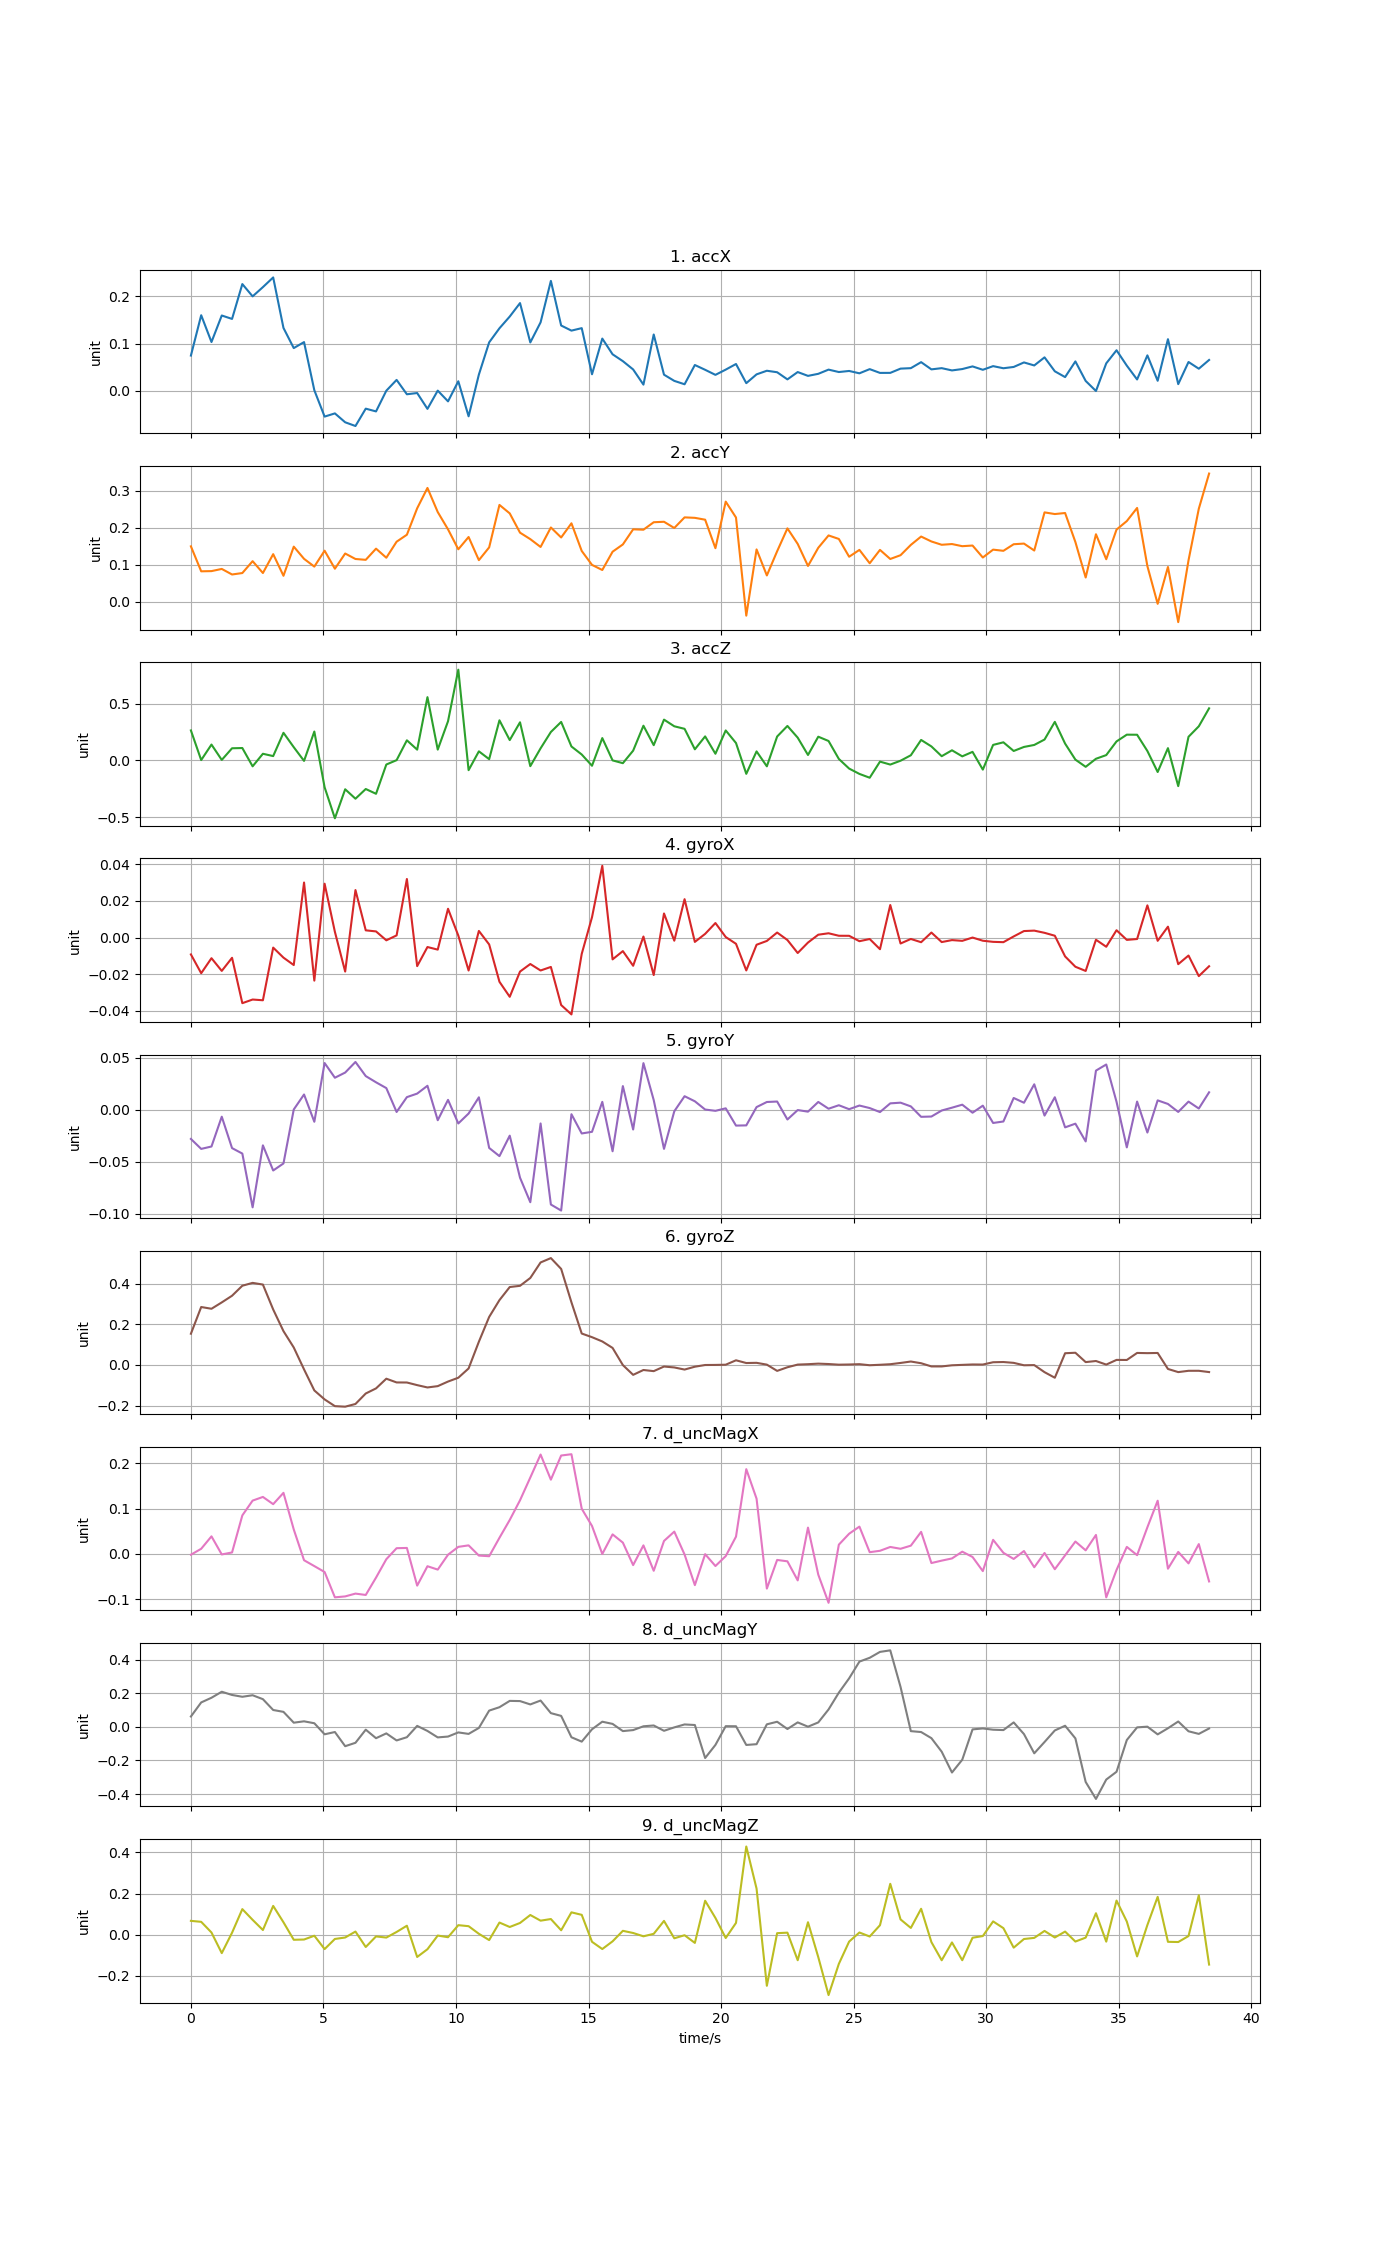 1. accX
0.2
0.1
0.0
unit
2. accY
0.3
0.2
0.1
0.0
unit
3. accZ
0.5
0.0
−0.5
unit
4. gyroX
0.04
0.02
0.00
−0.02
−0.04
unit
5. gyroY
0.05
0.00
−0.05
−0.10
unit
6. gyroZ
0.4
0.2
0.0
−0.2
unit
7. d_uncMagX
0.2
0.1
0.0
−0.1
unit
8. d_uncMagY
0.4
0.2
0.0
−0.2
−0.4
unit
9. d_uncMagZ
0.4
0.2
0.0
−0.2
unit
0 5 10 15 20 25 30 35 40
time/s